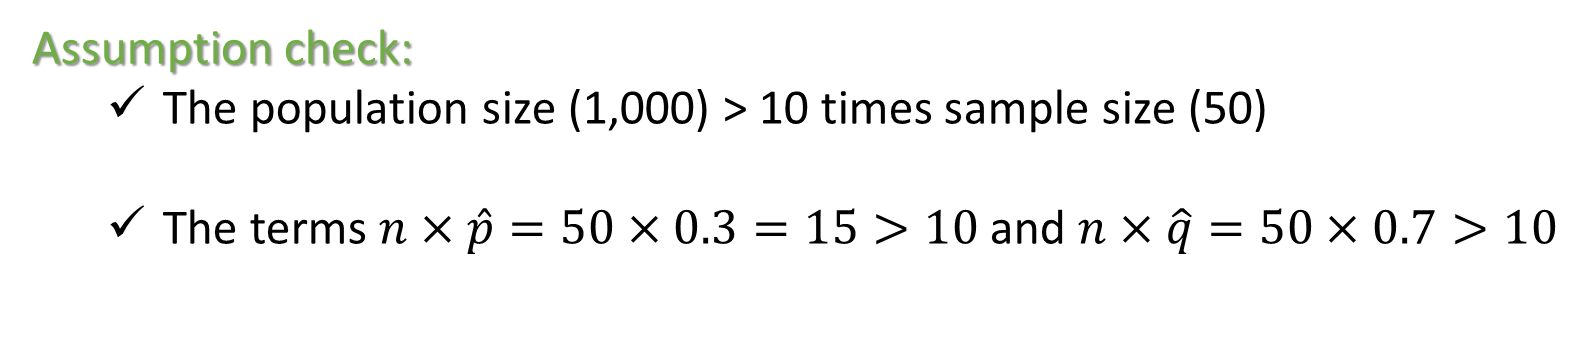 Assumption check:
✓ The population size (1,000) > 10 times sample size (50)
✓ The terms n × p̂ = 50 × 0.3 = 15 > 10 and n × q̂ = 50 × 0.7 > 10